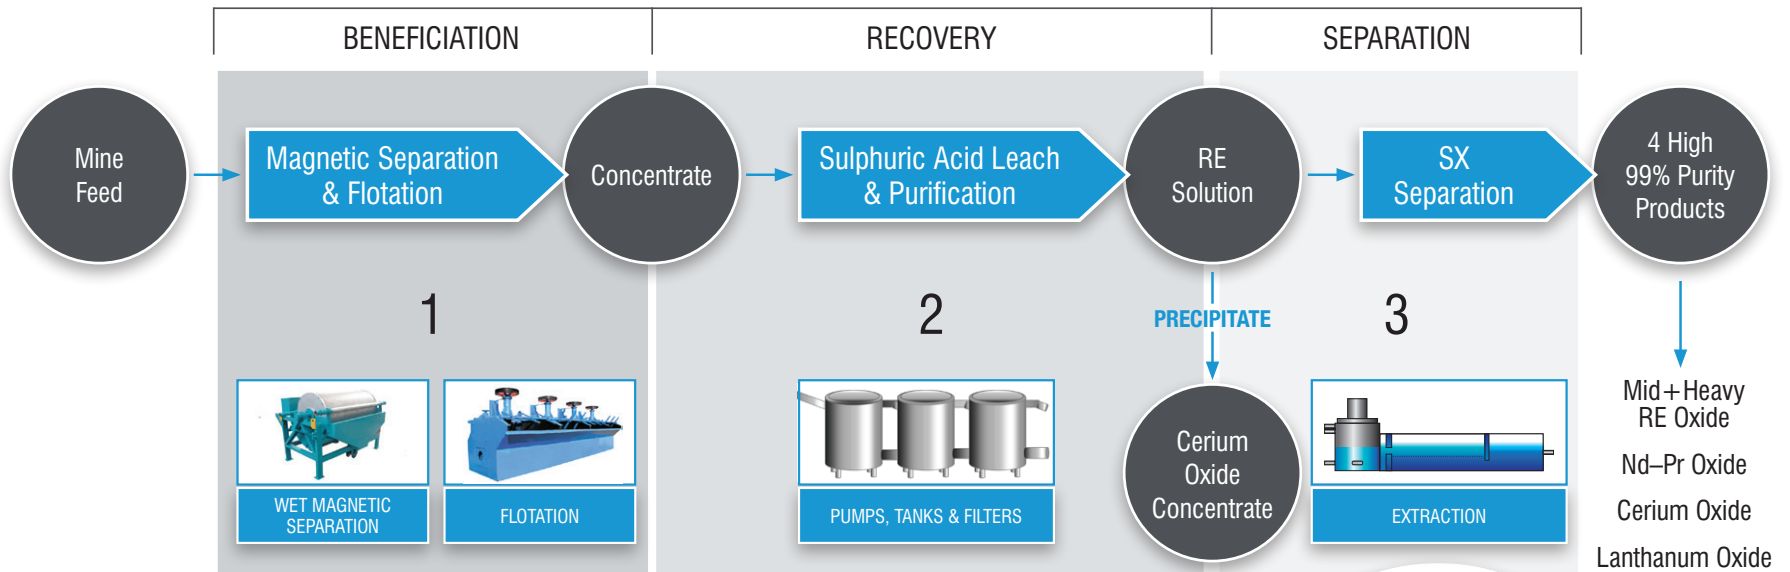 BENEFICIATION
RECOVERY
SEPARATION
Mine
Feed
Magnetic Separation
& Flotation
Concentrate
Sulphuric Acid Leach
& Purification
RE
Solution
SX
Separation
4 High
99% Purity
Products
1
2
PRECIPITATE
3
WET MAGNETIC
SEPARATION
FLOTATION
PUMPS, TANKS & FILTERS
Cerium
Oxide
Concentrate
EXTRACTION
Mid+Heavy
RE Oxide
Nd–Pr Oxide
Cerium Oxide
Lanthanum Oxide